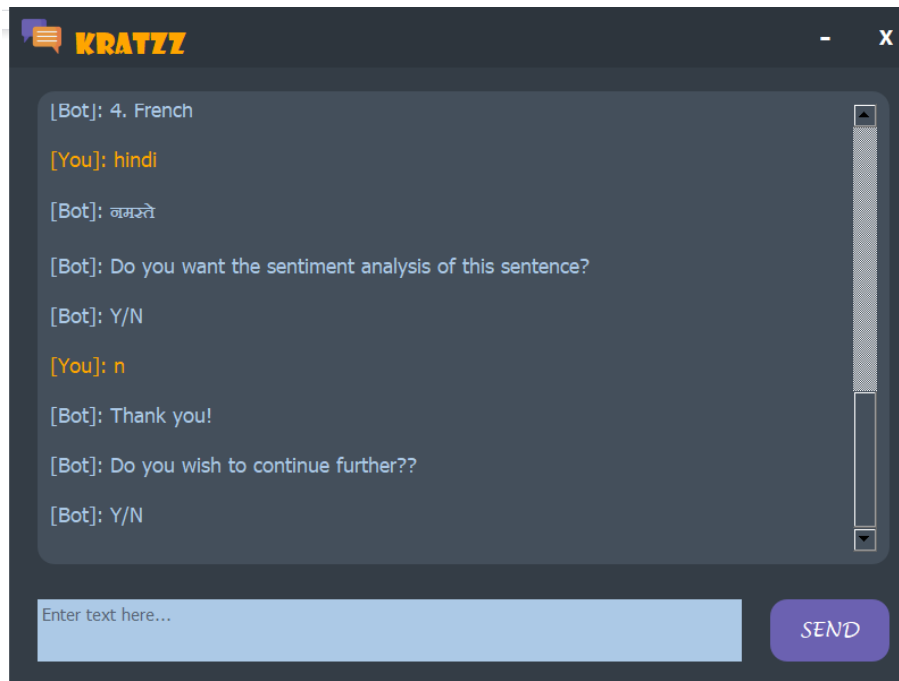 KRATZZ
- X
[Bot]: 4. French
[You]: hindi
[Bot]: नमस्ते
[Bot]: Do you want the sentiment analysis of this sentence?
[Bot]: Y/N
[You]: n
[Bot]: Thank you!
[Bot]: Do you wish to continue further??
[Bot]: Y/N
Enter text here...
SEND